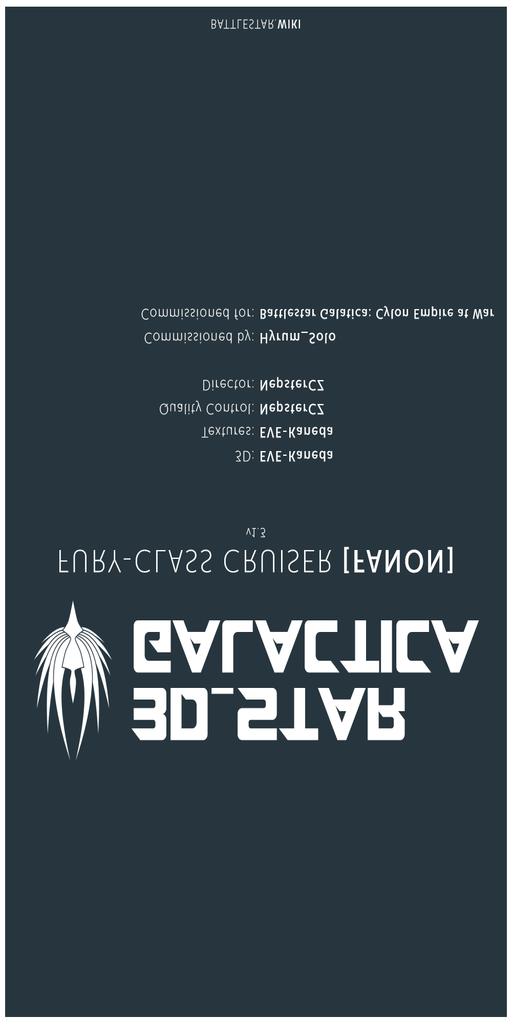 3D_STAR
GALACTICA
FURY-CLASS CRUISER [FANON]
v1.3
3D: EVE-Kaneda
Textures: EVE-Kaneda
Quality Control: NepsterCZ
Director: NepsterCZ
Commissioned by: Hyrum_Solo
Commissioned for: Battlestar Galatica: Cylon Empire at War
BATTLESTAR.WIKI